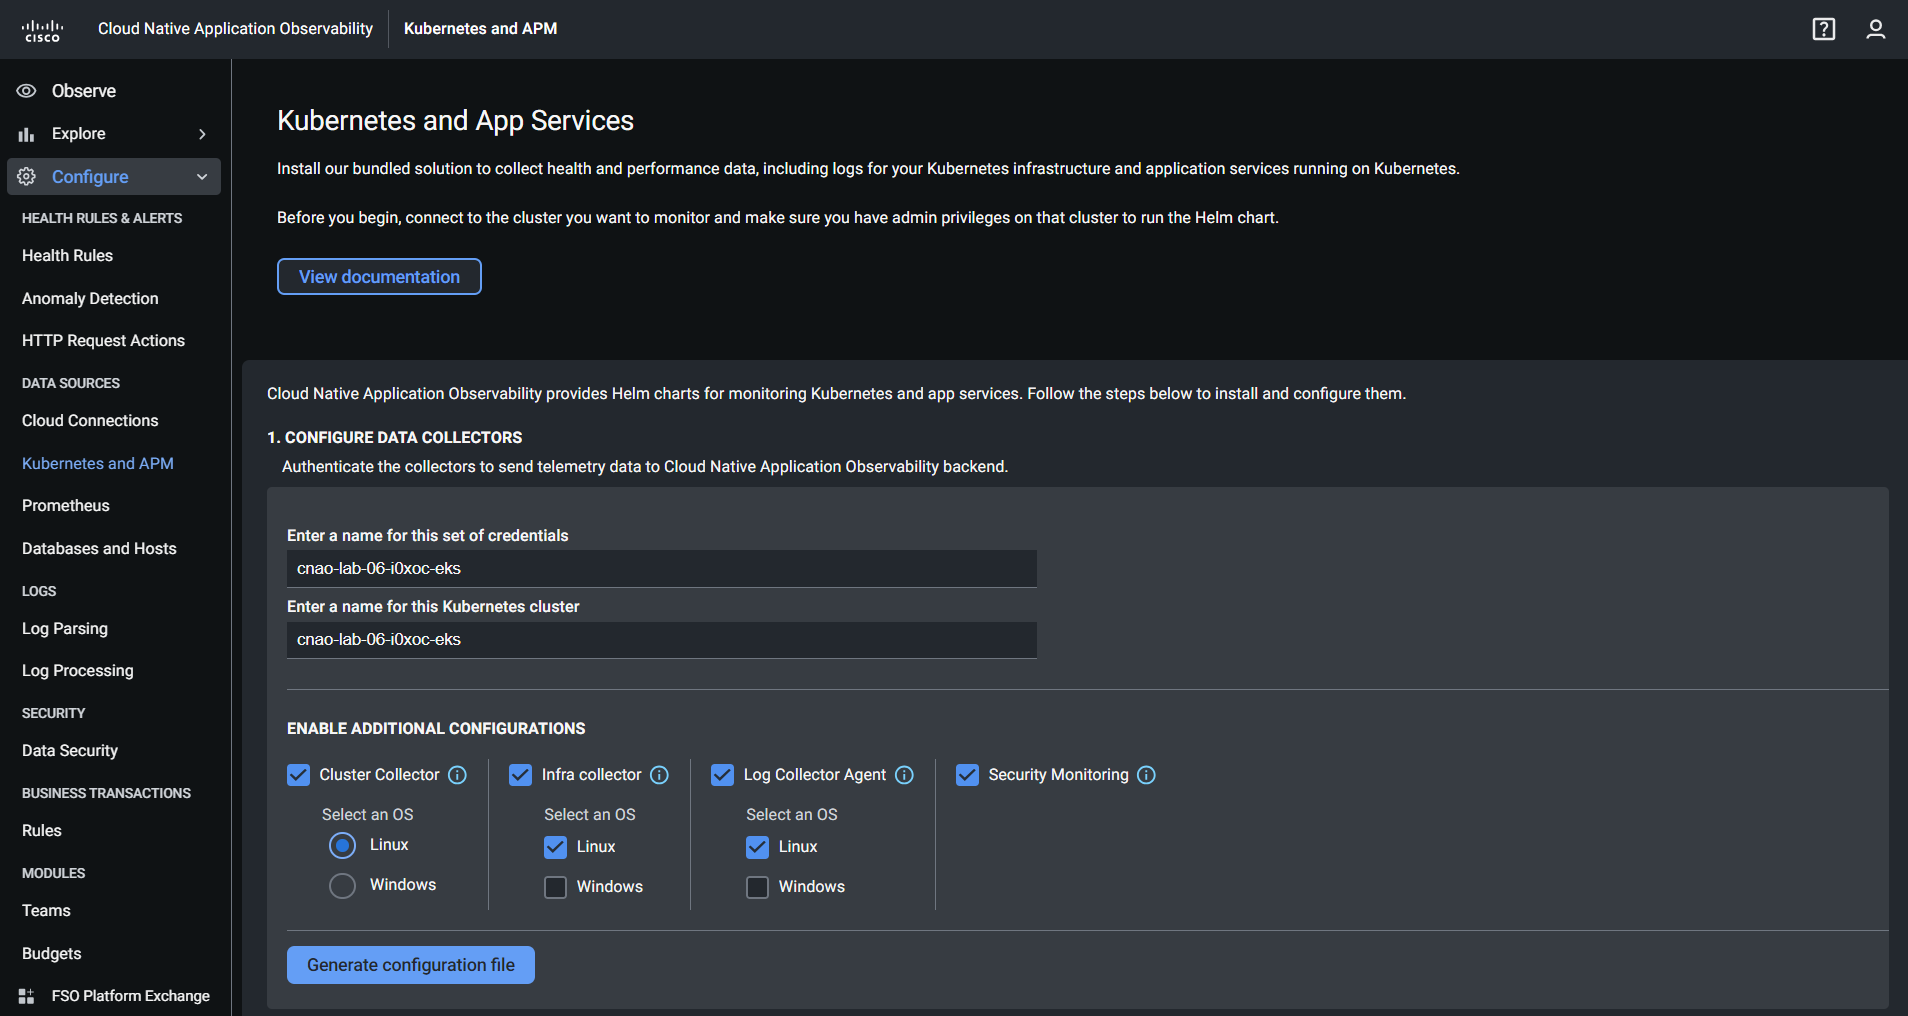 cisco
Cloud Native Application Observability
Kubernetes and APM
?
Observe
Explore
Configure
HEALTH RULES & ALERTS
Health Rules
Anomaly Detection
HTTP Request Actions
DATA SOURCES
Cloud Connections
Kubernetes and APM
Prometheus
Databases and Hosts
LOGS
Log Parsing
Log Processing
SECURITY
Data Security
BUSINESS TRANSACTIONS
Rules
MODULES
Teams
Budgets
FSO Platform Exchange
Kubernetes and App Services
Install our bundled solution to collect health and performance data, including logs for your Kubernetes infrastructure and application services running on Kubernetes.
Before you begin, connect to the cluster you want to monitor and make sure you have admin privileges on that cluster to run the Helm chart.
View documentation
Cloud Native Application Observability provides Helm charts for monitoring Kubernetes and app services. Follow the steps below to install and configure them.
1. CONFIGURE DATA COLLECTORS
Authenticate the collectors to send telemetry data to Cloud Native Application Observability backend.
Enter a name for this set of credentials
cnao-lab-06-i0xoc-eks
Enter a name for this Kubernetes cluster
cnao-lab-06-i0xoc-eks
ENABLE ADDITIONAL CONFIGURATIONS
Cluster Collector
Select an OS
Linux
Windows
Infra collector
Select an OS
Linux
Windows
Log Collector Agent
Select an OS
Linux
Windows
Security Monitoring
Generate configuration file